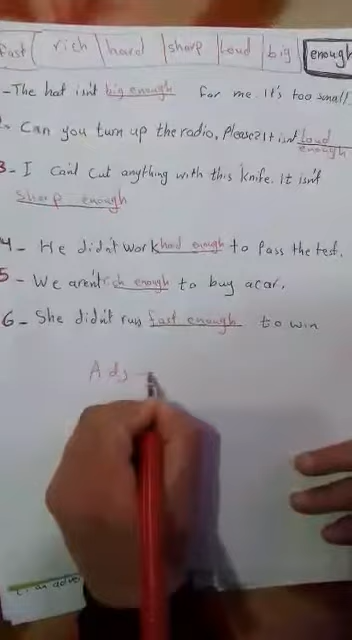 fast rich hard sharp loud big enough
-The hat isn't big enough for me. It's too small
Can you turn up the radio, Please? It isn't loud enough
3- I can't cut anything with this knife. It isn't
sharp enough
4- He didn't work hard enough to pass the test.
5- We aren't rich enough to buy a car.
6- She didn't run fast enough to win
Adj